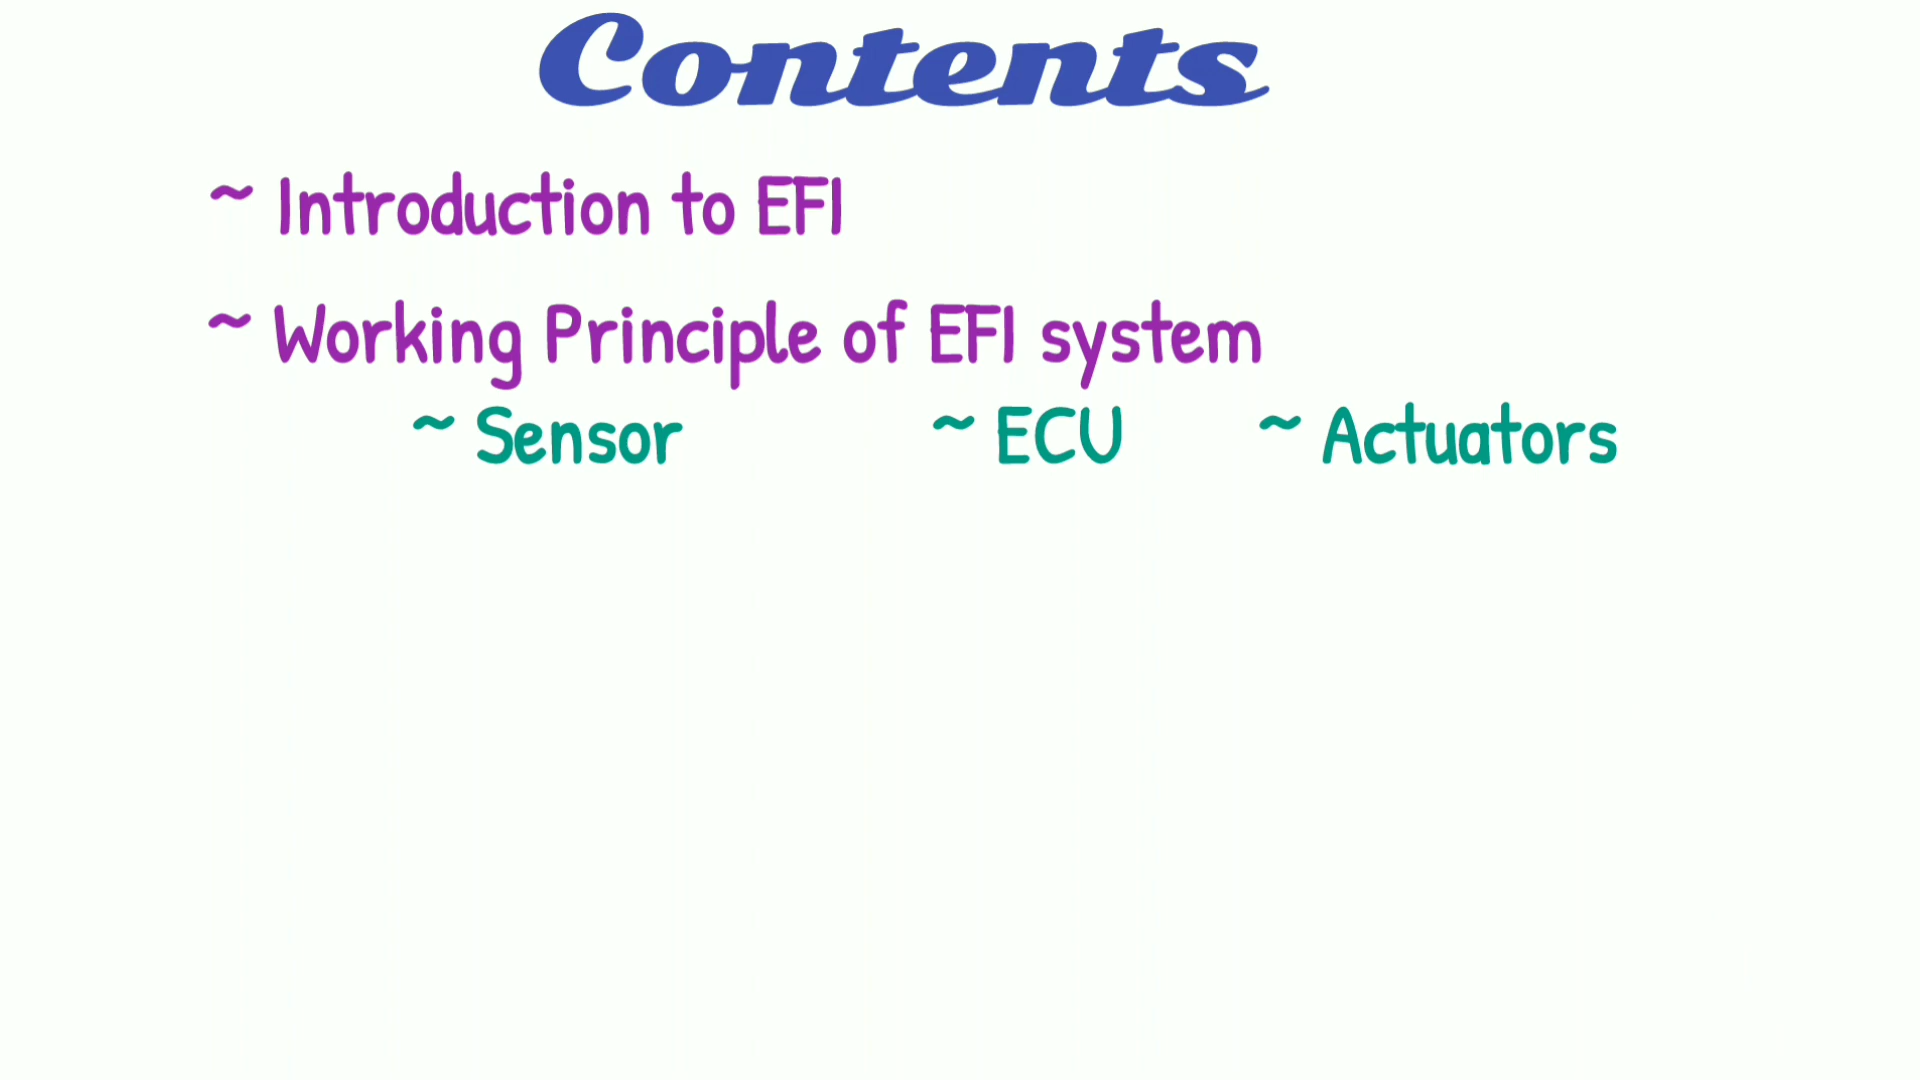 Contents
~ Introduction to EFI
~ Working Principle of EFI system
~ Sensor ~ ECU ~ Actuators